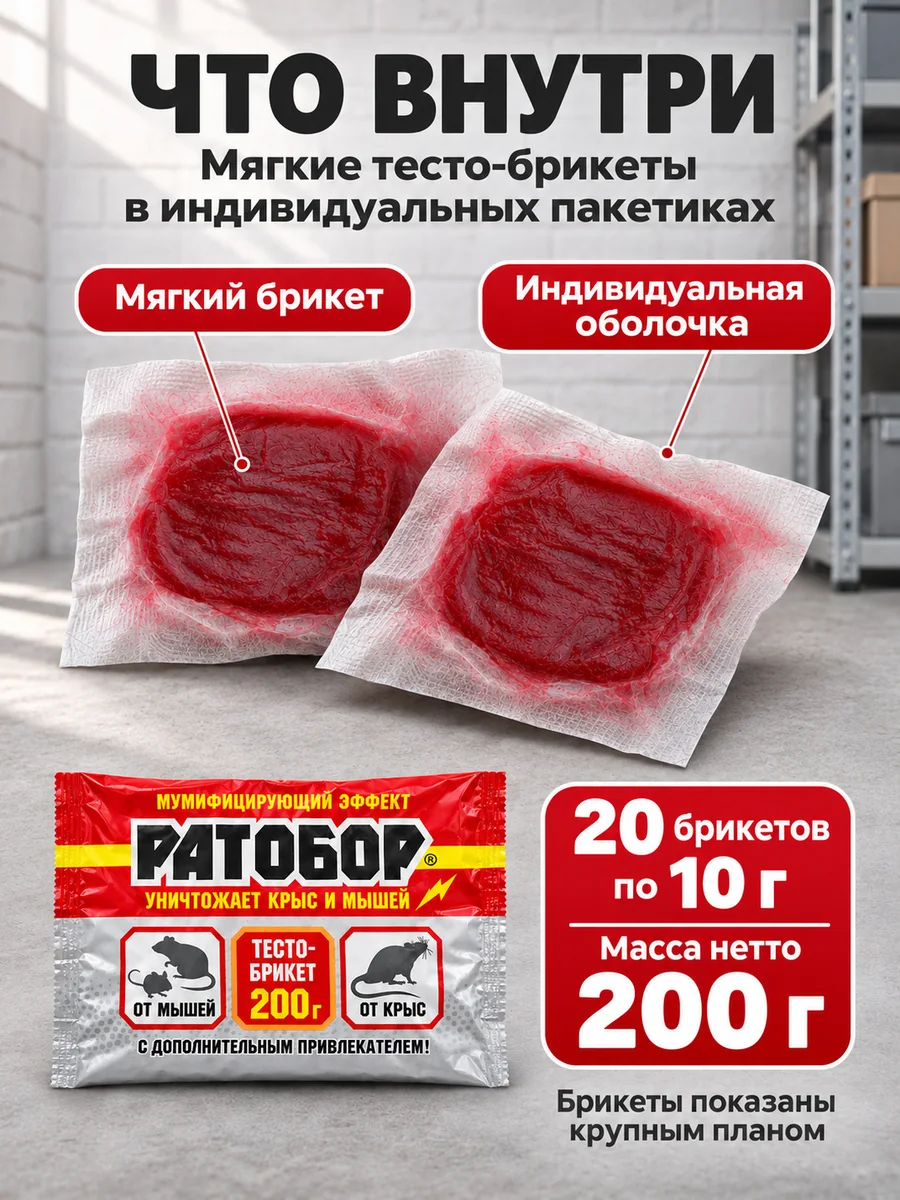 ЧТО ВНУТРИ
Мягкие тесто-брикеты
в индивидуальных пакетиках
Мягкий брикет
Индивидуальная
оболочка
МУМИФИЦИРУЮЩИЙ ЭФФЕКТ
РАТОБОР®
УНИЧТОЖАЕТ КРЫС И МЫШЕЙ
ОТ МЫШЕЙ
ТЕСТО-
БРИКЕТ
200г
ОТ КРЫС
С ДОПОЛНИТЕЛЬНЫМ ПРИВЛЕКАТЕЛЕМ!
20 брикетов
по 10 г
Масса нетто
200 г
Брикеты показаны
крупным планом